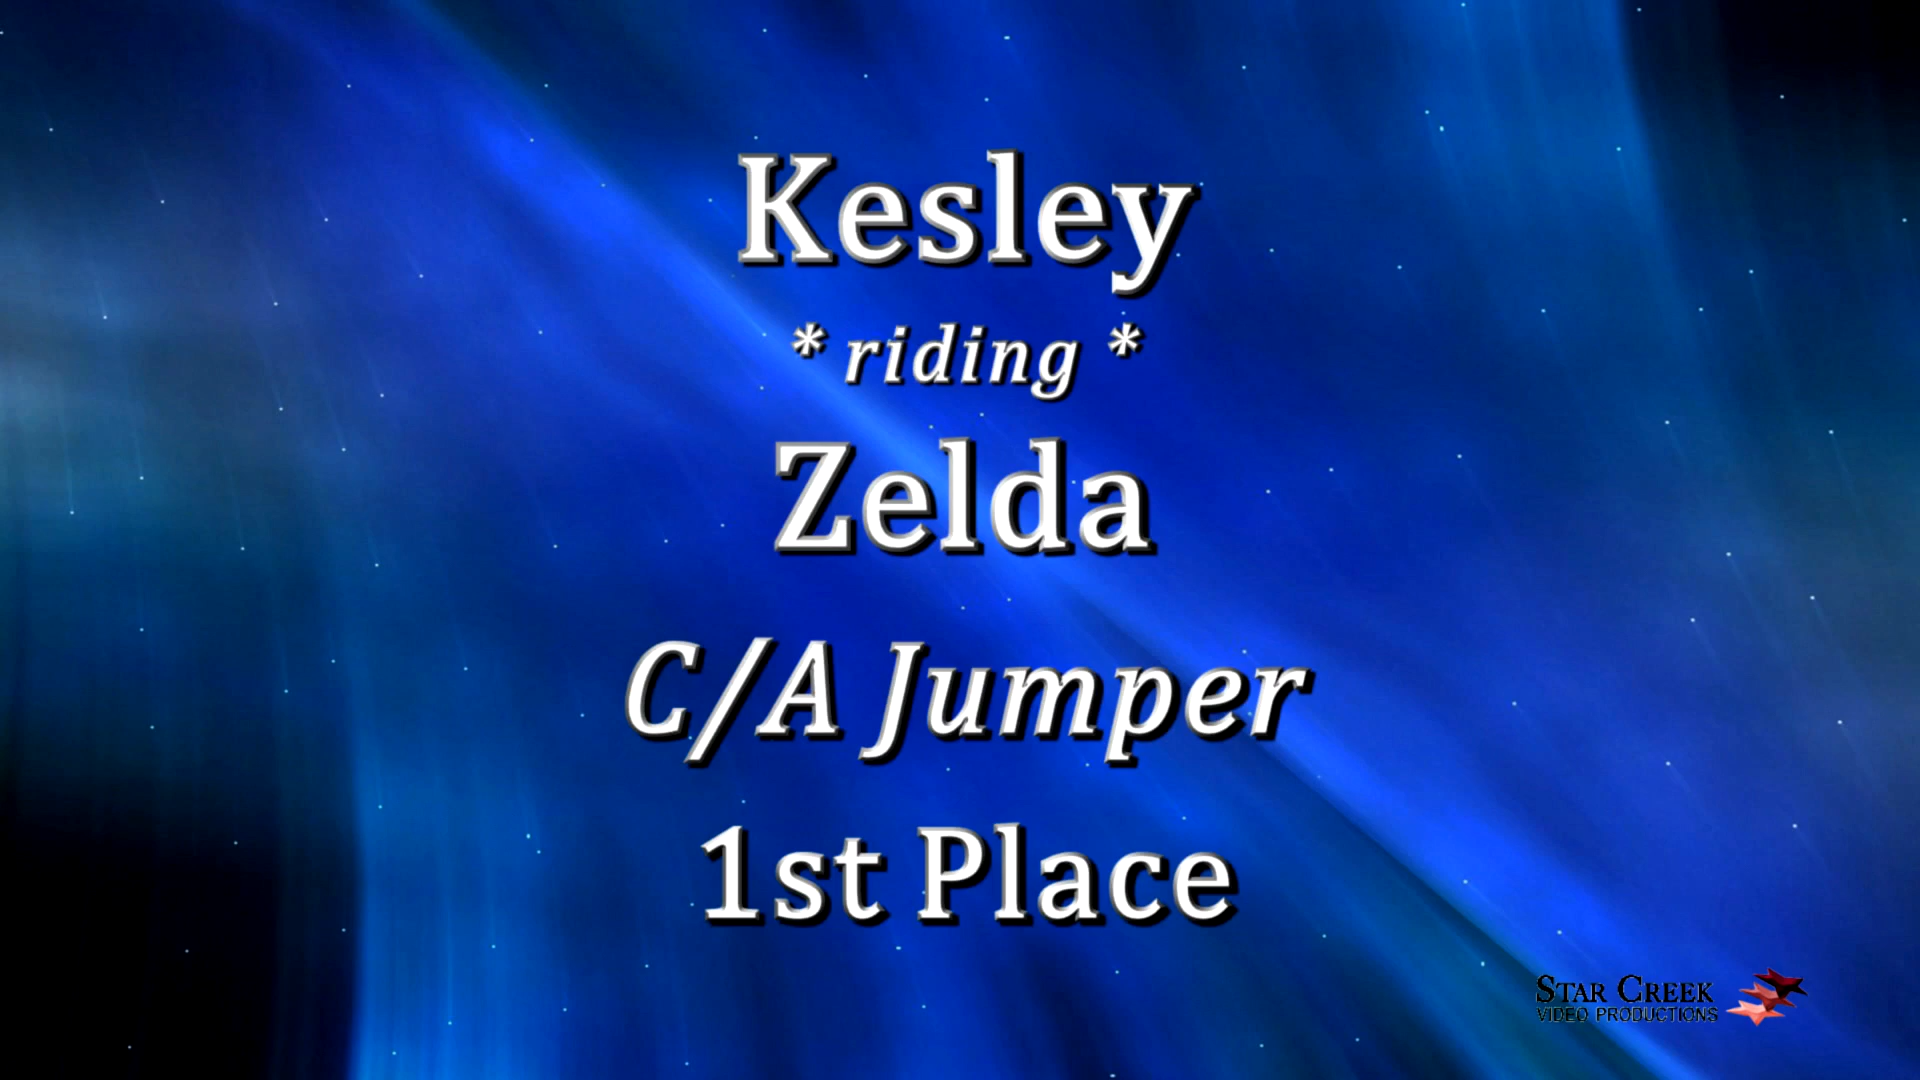 Kesley
* riding *
Zelda
C/A Jumper
1st Place
STAR CREEK
VIDEO PRODUCTIONS